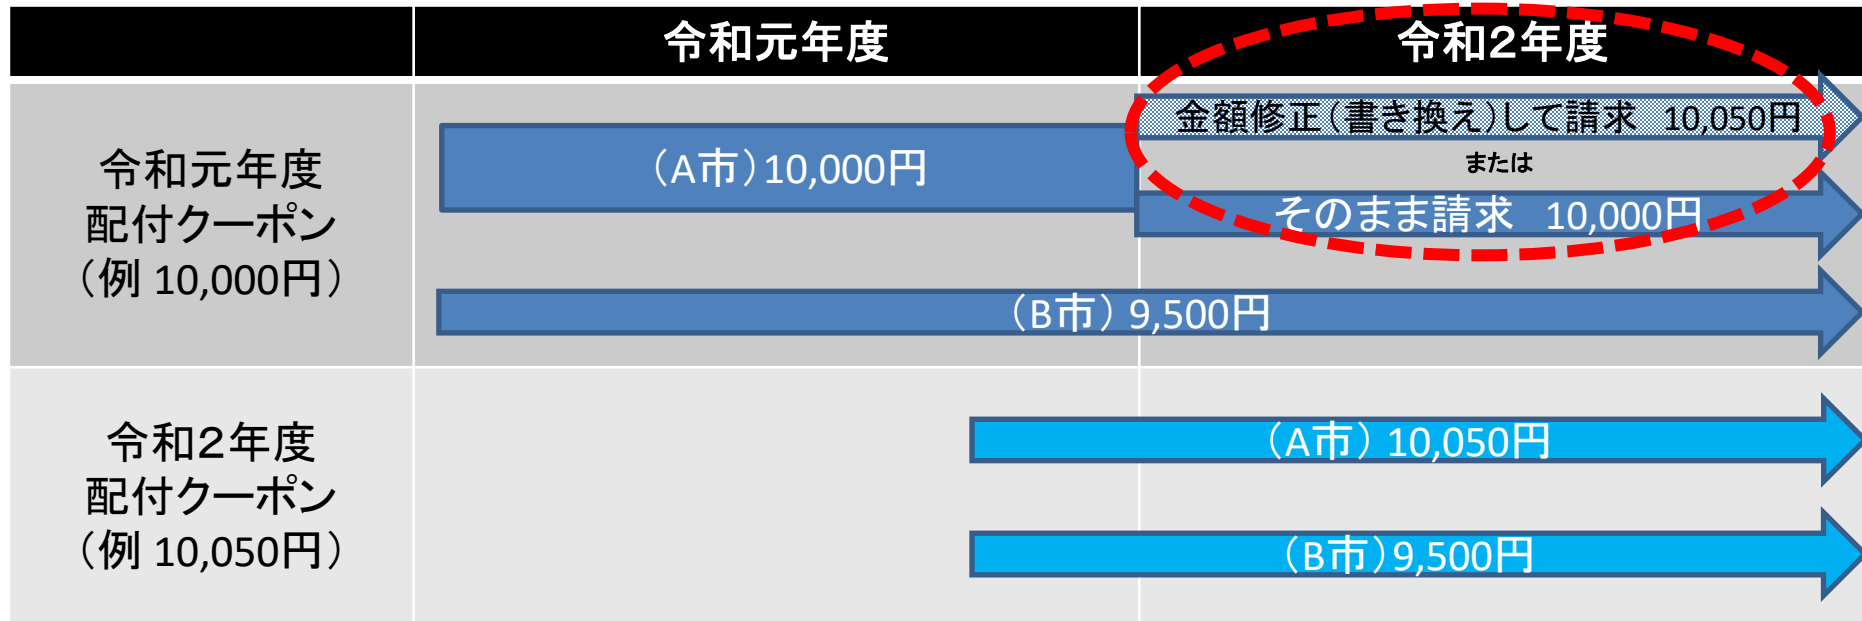 令和元年度
令和２年度
令和元年度
配付クーポン
（例 10,000円）
（A市）10,000円
金額修正（書き換え）して請求　10,050円
または
そのまま請求　10,000円
（B市） 9,500円
令和２年度
配付クーポン
（例 10,050円）
（A市） 10,050円
（B市）9,500円